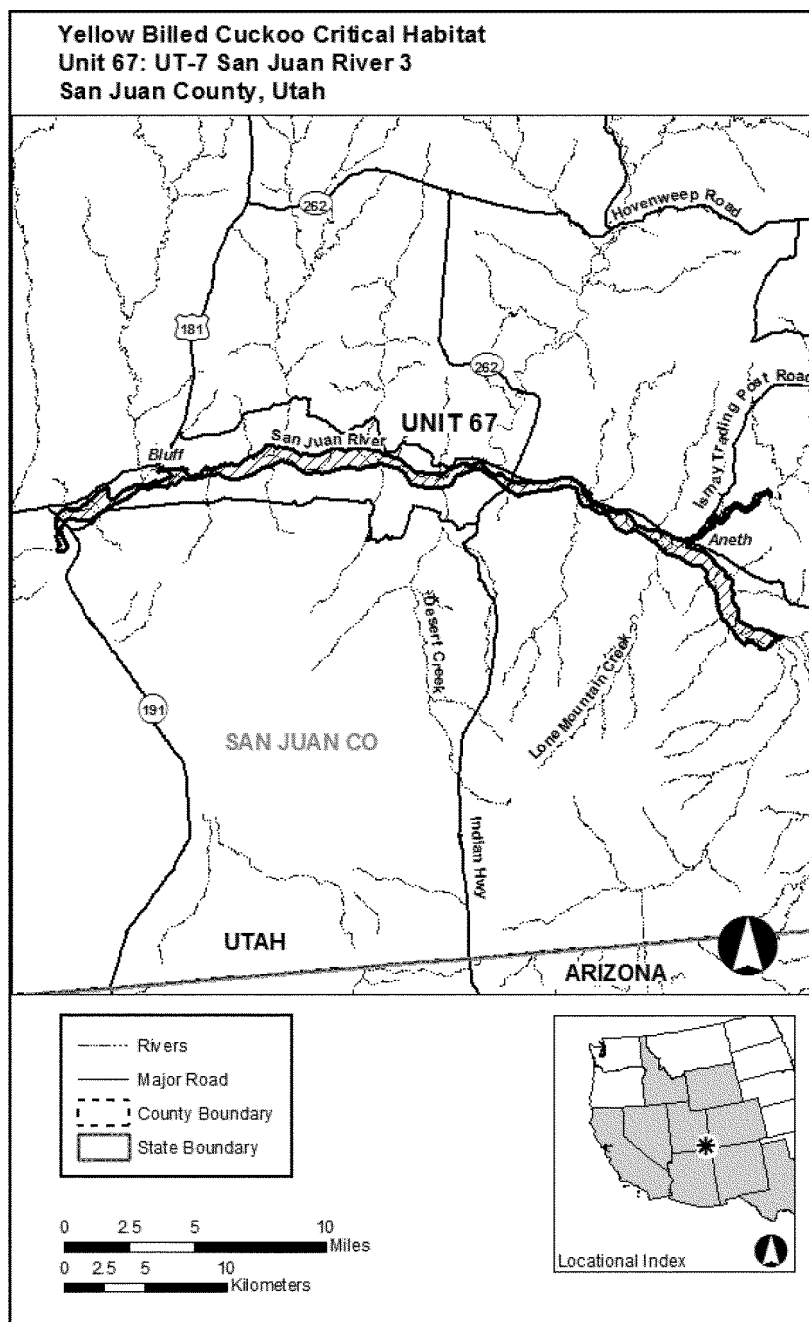 Yellow Billed Cuckoo Critical Habitat
Unit 67: UT-7 San Juan River 3
San Juan County, Utah
262
Hovenweep Road
181
262
Ismay Trading Post Road
UNIT 67
San Juan River
Bluff
Aneth
Desert Creek
Lone Mountain Creek
191
SAN JUAN CO
Indian Hwy
UTAH
ARIZONA
Rivers
Major Road
County Boundary
State Boundary
0 2.5 5 10
Miles
0 2.5 5 10
Kilometers
Locational Index